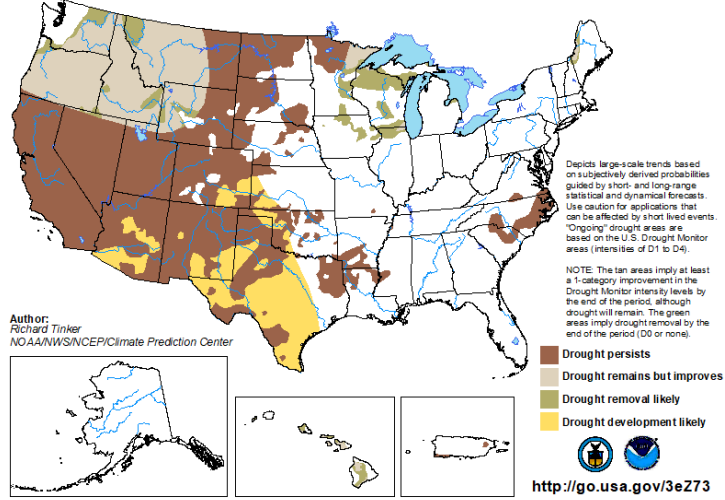 Depicts large-scale trends based
on subjectively derived probabilities
guided by short- and long-range
statistical and dynamical forecasts.
Use caution for applications that
can be affected by short lived events.
"Ongoing" drought areas are
based on the U.S. Drought Monitor
areas (intensities of D1 to D4).
NOTE: The tan areas imply at least
a 1-category improvement in the
Drought Monitor intensity levels by
the end of the period, although
drought will remain. The green
areas imply drought removal by the
end of the period (D0 or none).
Author:
Richard Tinker
NOAA/NWS/NCEP/Climate Prediction Center
Drought persists
Drought remains but improves
Drought removal likely
Drought development likely
http://go.usa.gov/3eZ73